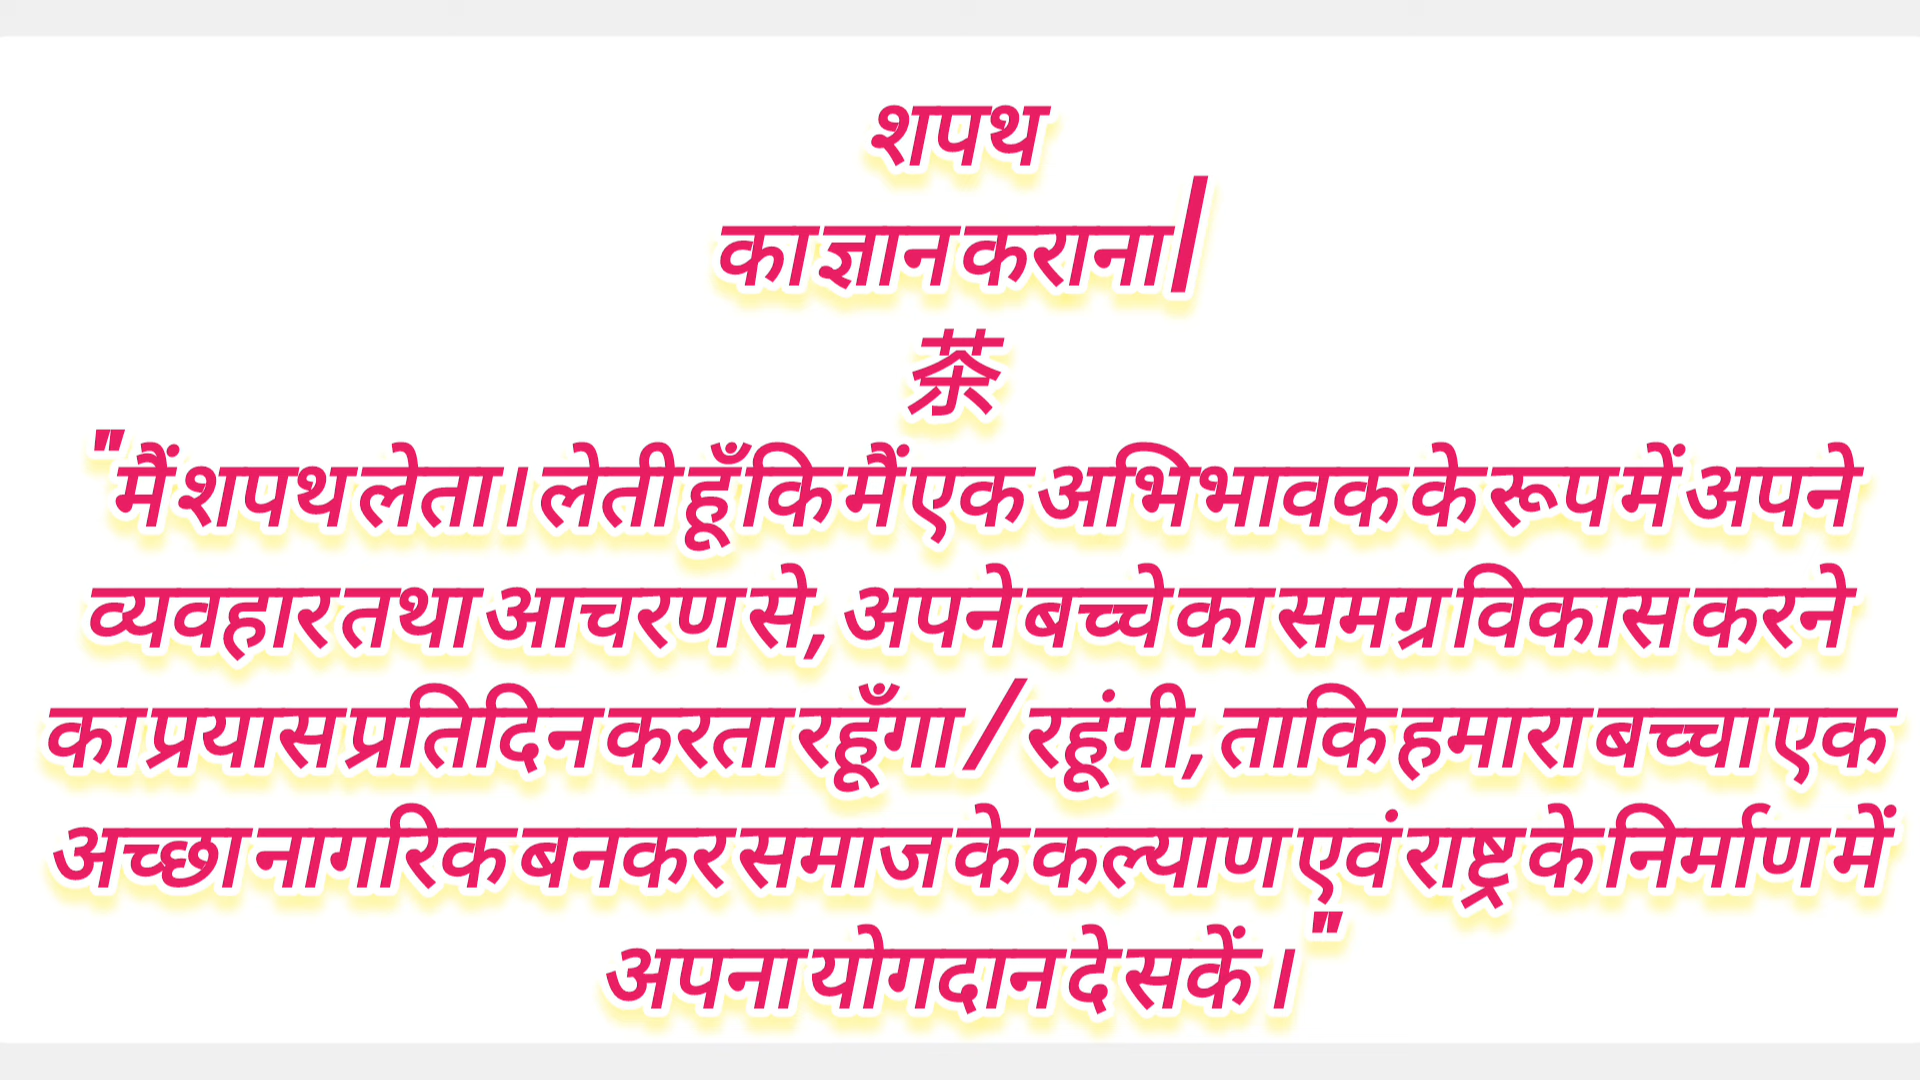 शपथ
का ज्ञान कराना|
茶
"मैं शपथ लेता । लेती हूँ कि मैं एक अभिभावक के रूप में अपने
व्यवहार तथा आचरण से, अपने बच्चे का समग्र विकास करने
का प्रयास प्रतिदिन करता रहूँगा / रहूंगी, ताकि हमारा बच्चा एक
अच्छा नागरिक बनकर समाज के कल्याण एवं राष्ट्र के निर्माण में
अपना योगदान दे सकें ।"